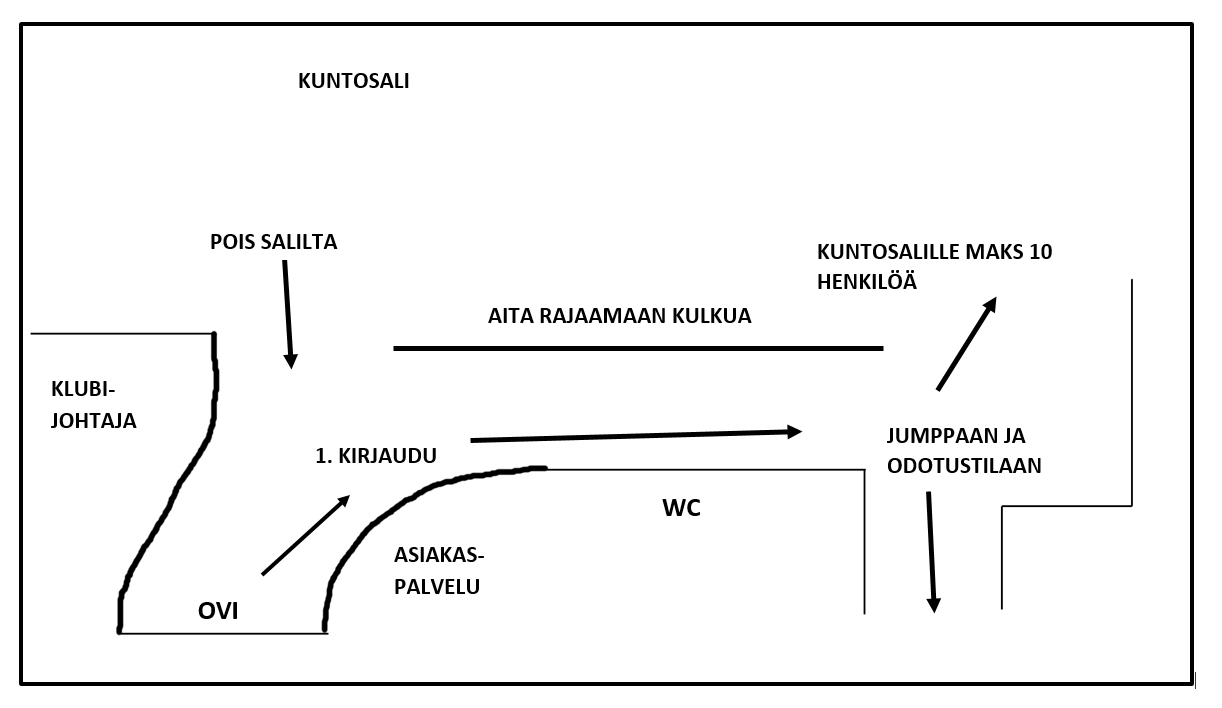 KUNTOSALI
POIS SALILTA
KUNTOSALILLE MAKS 10
HENKILÖÄ
AITA RAJAAMAAN KULKUA
KLUBI-
JOHTAJA
1. KIRJAUDU
JUMPPAAN JA
ODOTUSTILAAN
WC
ASIAKAS-
PALVELU
OVI